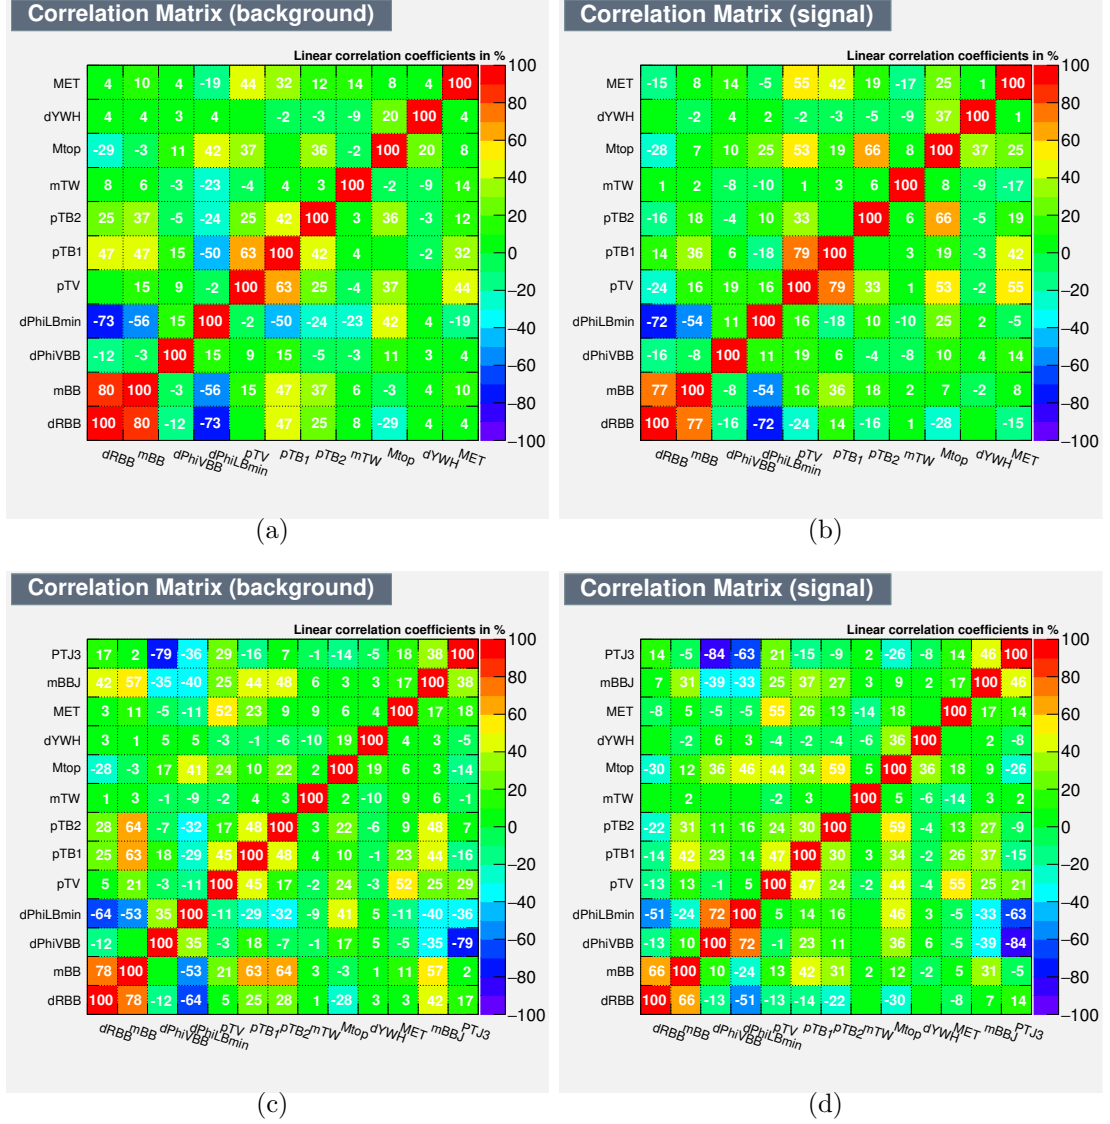 Correlation Matrix (background)
Linear correlation coefficients in %
MET 4 10 4 -19 44 32 12 14 8 4 100
dYWH 4 4 3 4 -2 -3 -9 20 100 4
Mtop -29 -3 11 42 37 36 -2 100 20 8
mTW 8 6 -3 -23 -4 4 3 100 -2 -9 14
pTB2 25 37 -5 -24 25 42 100 3 36 -3 12
pTB1 47 47 15 -50 63 100 42 4 -2 32
pTV 15 9 -2 100 63 25 -4 37 44
dPhiLBmin -73 -56 15 100 -2 -50 -24 -23 42 4 -19
dPhiVBB -12 -3 100 15 9 15 -5 -3 11 3 4
mBB 80 100 -3 -56 15 47 37 6 -3 4 10
dRBB 100 80 -12 -73 47 25 8 -29 4 4
dRBB mBB dPhiVBB dPhiLBmin pTV pTB1 pTB2 mTW Mtop dYWH MET
100
80
60
40
20
0
−20
−40
−60
−80
−100
(a)
Correlation Matrix (signal)
Linear correlation coefficients in %
MET -15 8 14 -5 55 42 19 -17 25 1 100
dYWH -2 4 2 -2 -3 -5 -9 37 100 1
Mtop -28 7 10 25 53 19 66 8 100 37 25
mTW 1 2 -8 -10 1 3 6 100 8 -9 -17
pTB2 -16 18 -4 10 33 100 6 66 -5 19
pTB1 14 36 6 -18 79 100 3 19 -3 42
pTV -24 16 19 16 100 79 33 1 53 -2 55
dPhiLBmin -72 -54 11 100 16 -18 10 -10 25 2 -5
dPhiVBB -16 -8 100 11 19 6 -4 -8 10 4 14
mBB 77 100 -8 -54 16 36 18 2 7 -2 8
dRBB 100 77 -16 -72 -24 14 -16 1 -28 -15
dRBB mBB dPhiVBB dPhiLBmin pTV pTB1 pTB2 mTW Mtop dYWH MET
100
80
60
40
20
0
−20
−40
−60
−80
−100
(b)
Correlation Matrix (background)
Linear correlation coefficients in %
PTJ3 17 2 -79 -36 29 -16 7 -1 -14 -5 18 38 100
mBBJ 42 57 -35 -40 25 44 48 6 3 3 17 100 38
MET 3 11 -5 -11 52 23 9 9 6 4 100 17 18
dYWH 3 1 5 5 -3 -1 -6 -10 19 100 4 3 -5
Mtop -28 -3 17 41 24 10 22 2 100 19 6 3 -14
mTW 1 3 -1 -9 -2 4 3 100 2 -10 9 6 -1
pTB2 28 64 -7 -32 17 48 100 3 22 -6 9 48 7
pTB1 25 63 18 -29 45 100 48 4 10 -1 23 44 -16
pTV 5 21 -3 -11 100 45 17 -2 24 -3 52 25 29
dPhiLBmin -64 -53 35 100 -11 -29 -32 -9 41 5 -11 -40 -36
dPhiVBB -12 100 35 -3 18 -7 -1 17 5 -5 -35 -79
mBB 78 100 -53 21 63 64 3 -3 1 11 57 2
dRBB 100 78 -12 -64 5 25 28 1 -28 3 3 42 17
dRBB mBB dPhiVBB dPhiLBmin pTV pTB1 pTB2 mTW Mtop dYWH MET mBBJ PTJ3
100
80
60
40
20
0
−20
−40
−60
−80
−100
(c)
Correlation Matrix (signal)
Linear correlation coefficients in %
PTJ3 14 -5 -84 -63 21 -15 -9 2 -26 -8 14 46 100
mBBJ 7 31 -39 -33 25 37 27 3 9 2 17 100 46
MET -8 5 -5 -5 55 26 13 -14 18 100 17 14
dYWH -2 6 3 -4 -2 -4 -6 36 100 2 -8
Mtop -30 12 36 46 44 34 59 5 100 36 18 9 -26
mTW 2 -2 3 100 5 -6 -14 3 2
pTB2 -22 31 11 16 24 30 100 59 -4 13 27 -9
pTB1 -14 42 23 14 47 100 30 3 34 -2 26 37 -15
pTV -13 13 -1 5 100 47 24 -2 44 -4 55 25 21
dPhiLBmin -51 -24 72 100 5 14 16 46 3 -5 -33 -63
dPhiVBB -13 10 100 72 -1 23 11 36 6 -5 -39 -84
mBB 66 100 10 -24 13 42 31 2 12 -2 5 31 -5
dRBB 100 66 -13 -51 -13 -14 -22 -30 -8 7 14
dRBB mBB dPhiVBB dPhiLBmin pTV pTB1 pTB2 mTW Mtop dYWH MET mBBJ PTJ3
100
80
60
40
20
0
−20
−40
−60
−80
−100
(d)